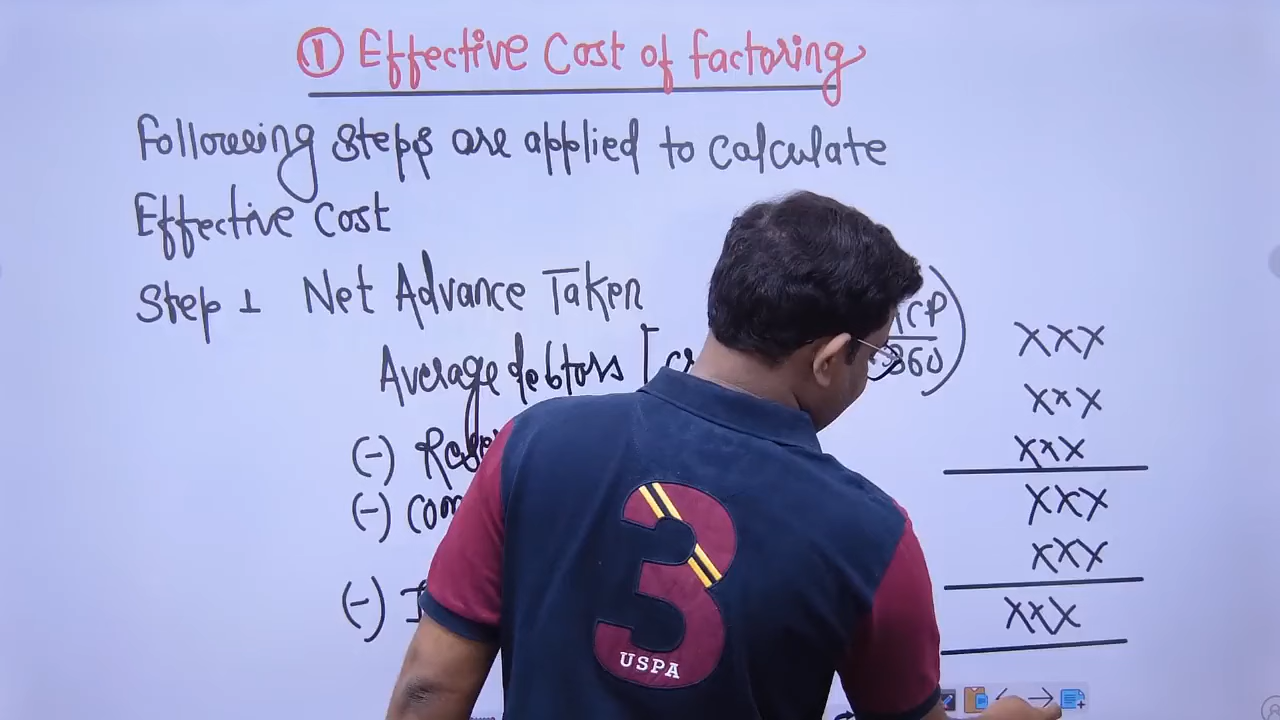 ① Effective Cost of factoring
Following steps are applied to calculate
Effective Cost
Step 1 Net Advance Taken
Average debtors [
360 XXX
XXX
(-) XXX
(-) XXX
XXX
(-) XXX
3
USPA